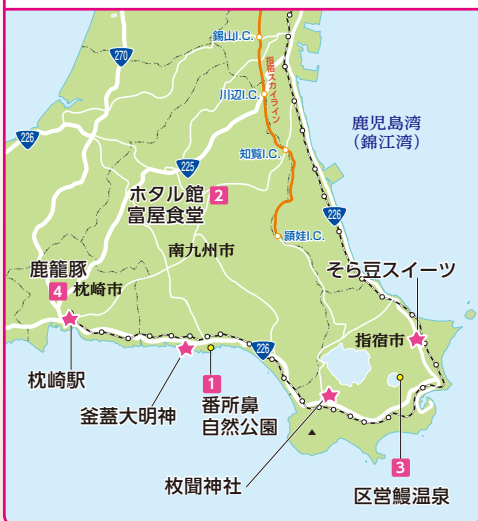 錫山I.C.
270
指宿スカイライン
川辺I.C.
鹿児島湾
(錦江湾)
226
知覧I.C.
225
ホタル館
富屋食堂
2
226
頴娃I.C.
南九州市
鹿籠豚
4
枕崎市
そら豆スイーツ
指宿市
226
枕崎駅
釜蓋大明神
1
番所鼻
自然公園
枚聞神社
3
区営鰻温泉